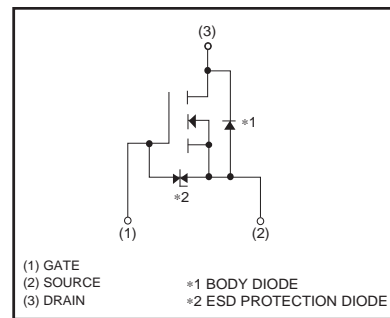 (3)
∗1
∗2
(1)
(2)
(1) GATE
(2) SOURCE
(3) DRAIN
∗1 BODY DIODE
∗2 ESD PROTECTION DIODE